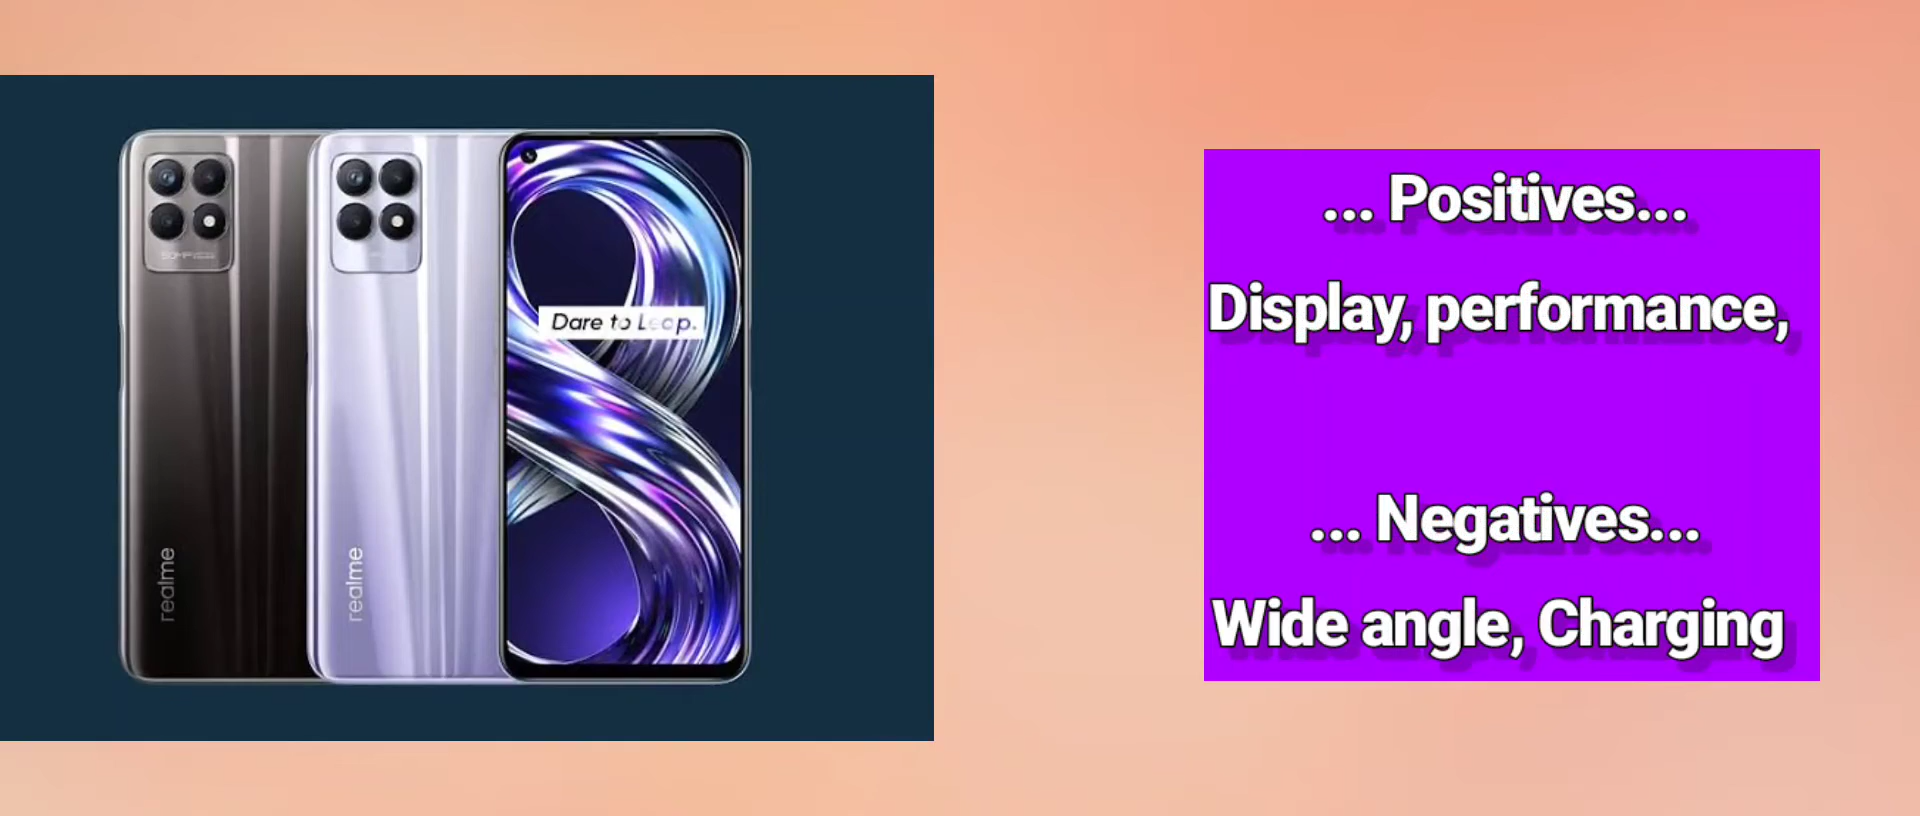 realme
realme
Dare to Leap.
... Positives...
Display, performance,
... Negatives...
Wide angle, Charging